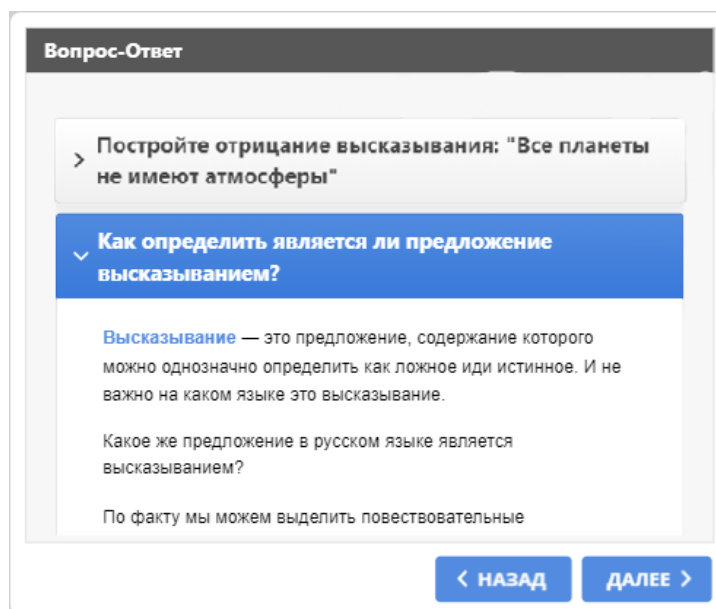 Вопрос-Ответ
Постройте отрицание высказывания: "Все планеты
не имеют атмосферы"
Как определить является ли предложение
высказыванием?
Высказывание — это предложение, содержание которого
можно однозначно определить как ложное иди истинное. И не
важно на каком языке это высказывание.
Какое же предложение в русском языке является
высказыванием?
По факту мы можем выделить повествовательные
НАЗАД
ДАЛЕЕ